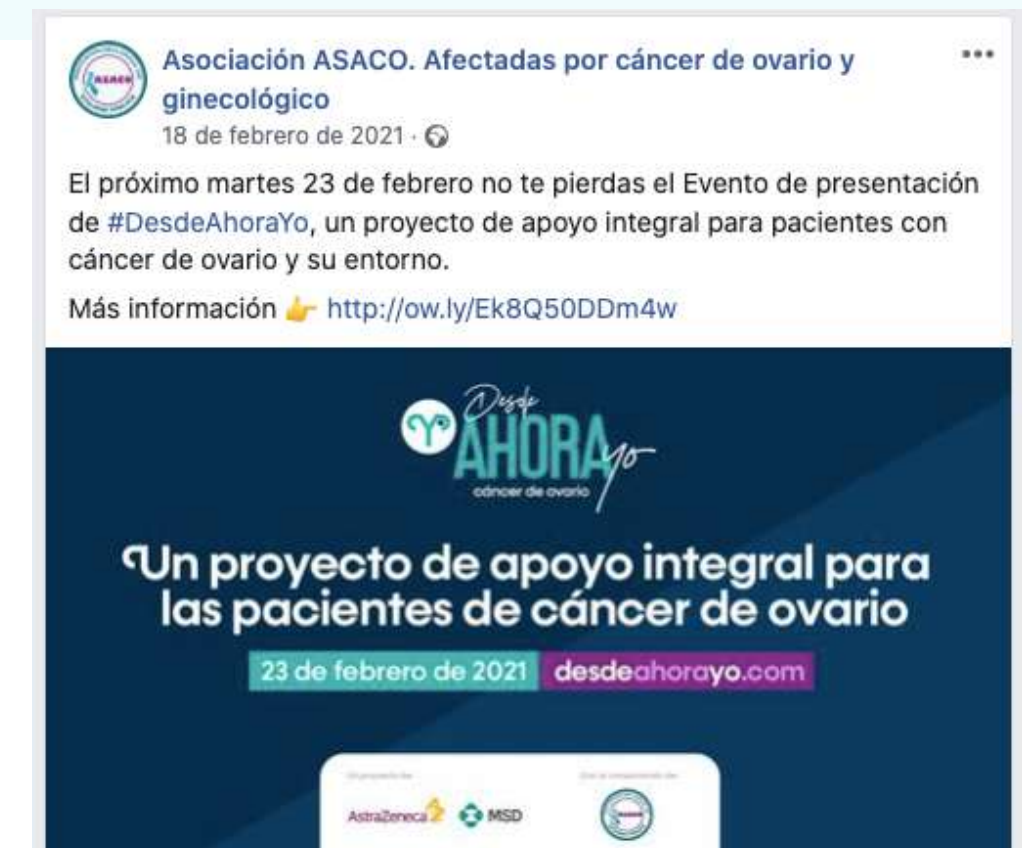 Asociación ASACO. Afectadas por cáncer de ovario y
ginecológico
18 de febrero de 2021 ·
El próximo martes 23 de febrero no te pierdas el Evento de presentación
de #DesdeAhoraYo, un proyecto de apoyo integral para pacientes con
cáncer de ovario y su entorno.
Más información 👉 http://ow.ly/Ek8Q50DDm4w
Desde
AHORA yo
cáncer de ovario
Un proyecto de apoyo integral para
las pacientes de cáncer de ovario
23 de febrero de 2021 desdeahorayo.com
AstraZeneca MSD ASACO